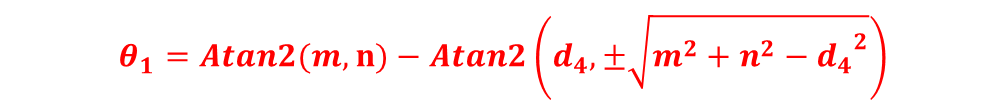 θ₁ = Atan2(m, n) − Atan2(d₄, ±√(m² + n² − d₄²))